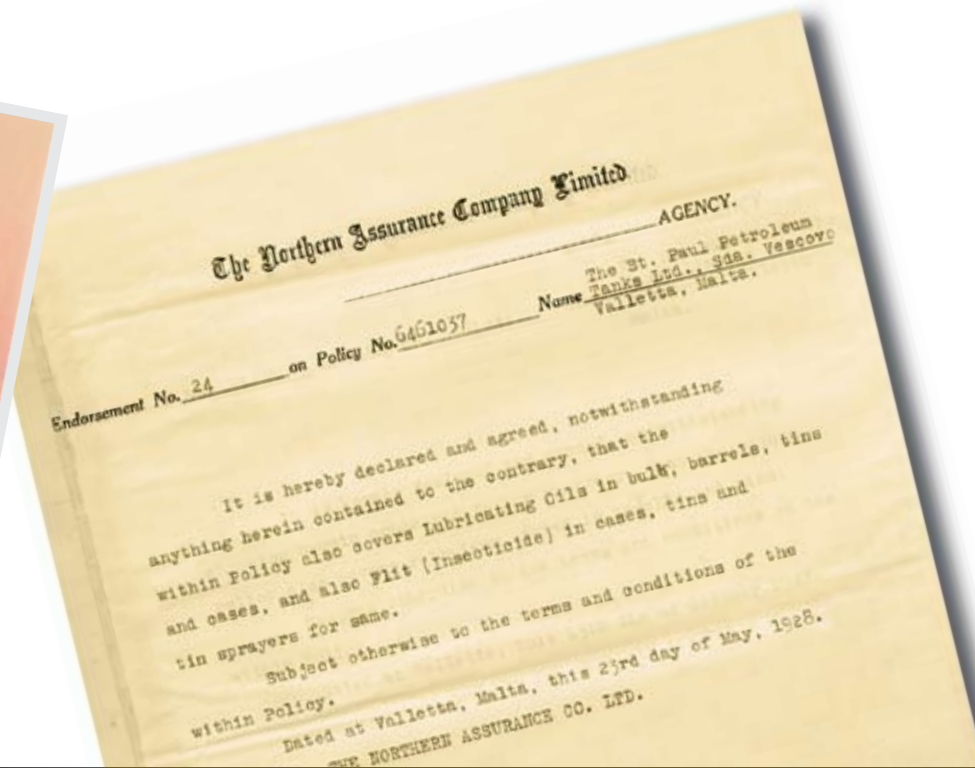 The Northern Assurance Company Limited
AGENCY.
Endorsement No. 24 on Policy No. 6461037 Name The St. Paul Petroleum
Tanks Ltd., Sda. Vescovo
Valletta, Malta.
It is hereby declared and agreed, notwithstanding
anything herein contained to the contrary, that the
within Policy also covers Lubricating Oils in bulk, barrels, tins
and cases, and also Flit (Insecticide) in cases, tins and
tin sprayers for same.
Subject otherwise to the terms and conditions of the
within Policy.
Dated at Valletta, Malta, this 23rd day of May, 1928.
THE NORTHERN ASSURANCE CO. LTD.